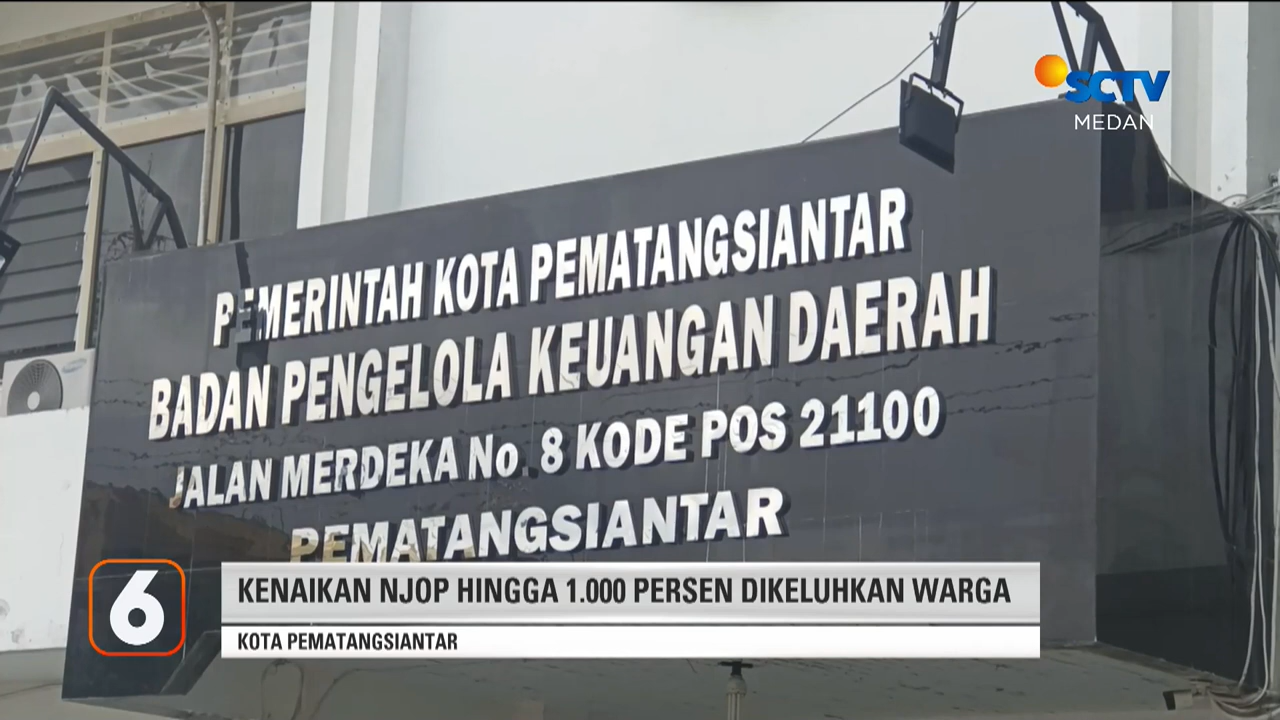 SCTV
MEDAN
PEMERINTAH KOTA PEMATANGSIANTAR
BADAN PENGELOLA KEUANGAN DAERAH
JALAN MERDEKA No. 8 KODE POS 21100
PEMATANGSIANTAR
6
KENAIKAN NJOP HINGGA 1.000 PERSEN DIKELUHKAN WARGA
KOTA PEMATANGSIANTAR